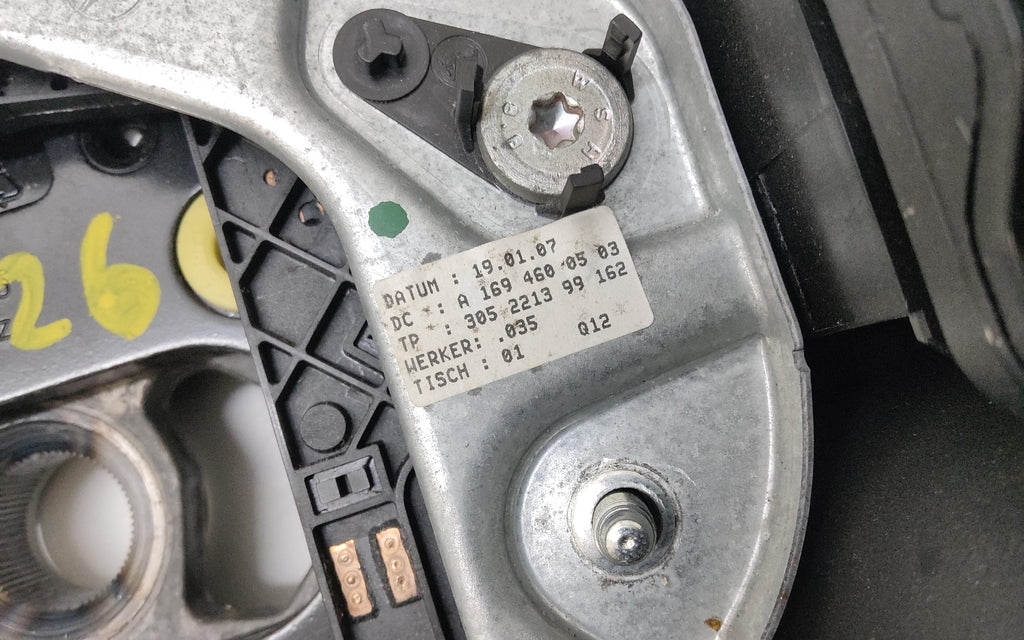 DATUM : 19.01.07
DC -: A 169 460 05 03
TP -: 305 2213 99 162
WERKER: .035 Q12
TISCH : 01
26